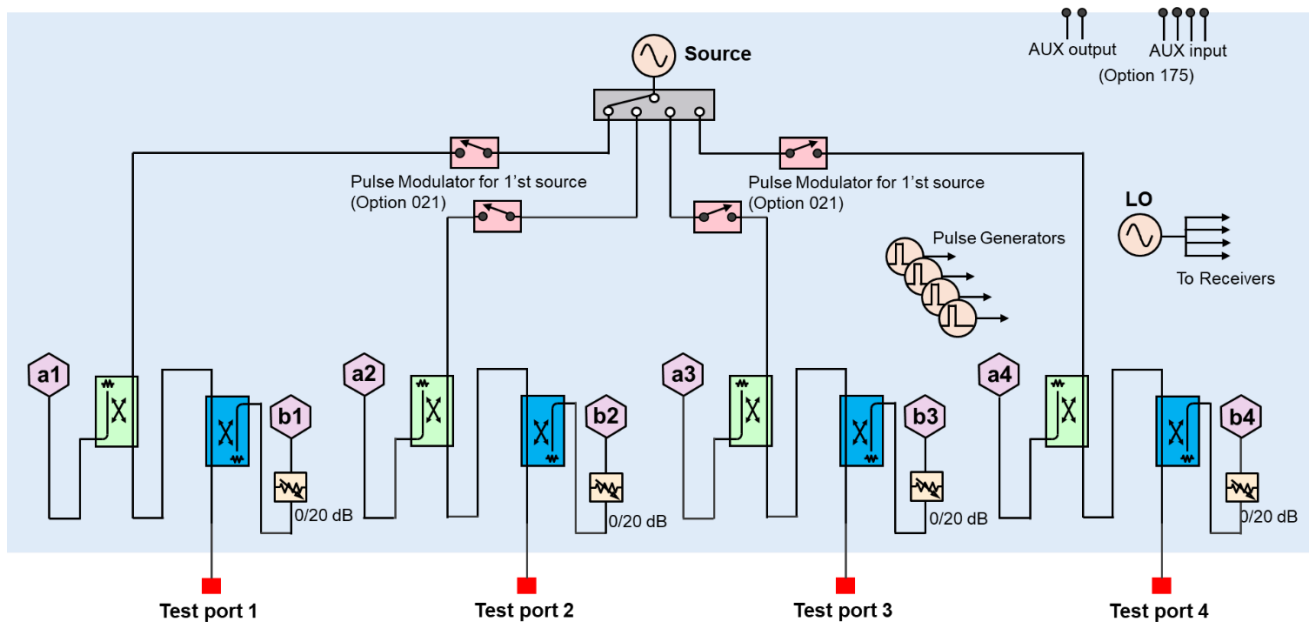 AUX output
AUX input
(Option 175)
Source
Pulse Modulator for 1'st source
(Option 021)
Pulse Modulator for 1'st source
(Option 021)
LO
Pulse Generators
To Receivers
a1
b1
a2
b2
a3
b3
a4
b4
0/20 dB
0/20 dB
0/20 dB
0/20 dB
Test port 1
Test port 2
Test port 3
Test port 4